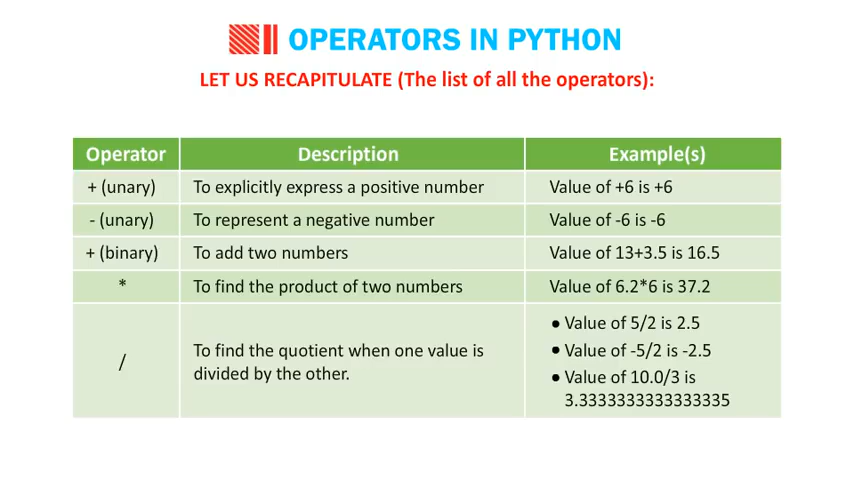 OPERATORS IN PYTHON
LET US RECAPITULATE (The list of all the operators):
Operator Description Example(s)
+ (unary) To explicitly express a positive number Value of +6 is +6
- (unary) To represent a negative number Value of -6 is -6
+ (binary) To add two numbers Value of 13+3.5 is 16.5
* To find the product of two numbers Value of 6.2*6 is 37.2
/ To find the quotient when one value is
divided by the other.
• Value of 5/2 is 2.5
• Value of -5/2 is -2.5
• Value of 10.0/3 is
3.3333333333333335